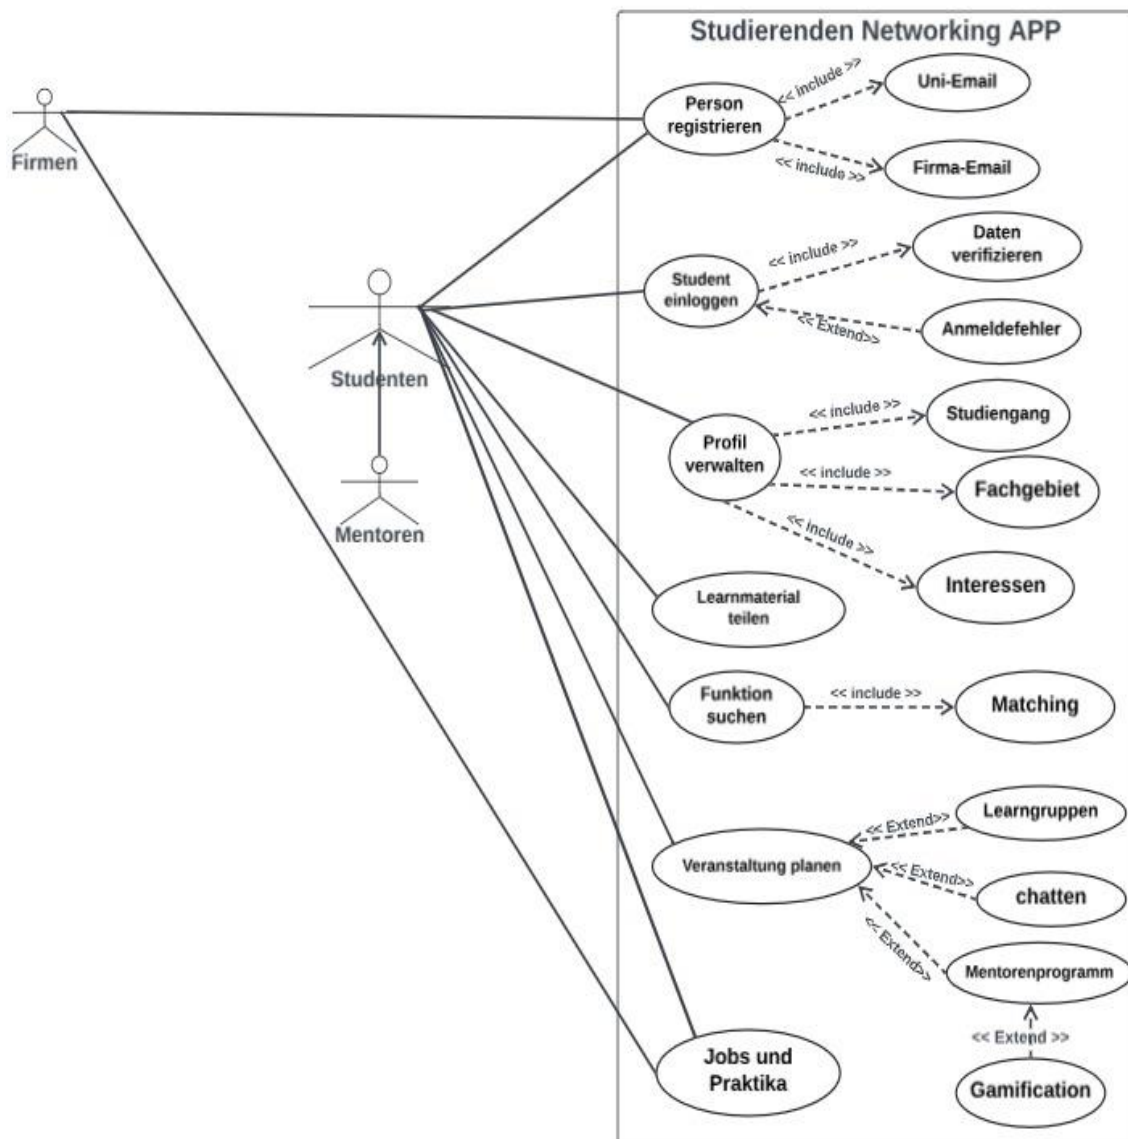 Studierenden Networking APP
Firmen
Person
registrieren
<< include >>
Uni-Email
<< include >>
Firma-Email
Student
einloggen
<< include >>
Daten
verifizieren
<< Extend>>
Anmeldefehler
Studenten
Mentoren
Profil
verwalten
<< include >>
Studiengang
<< include >>
Fachgebiet
<< include >>
Interessen
Learnmaterial
teilen
Funktion
suchen
<< include >>
Matching
Veranstaltung planen
<< Extend>>
Learngruppen
<< Extend>>
chatten
<< Extend>>
Mentorenprogramm
<< Extend >>
Gamification
Jobs und
Praktika